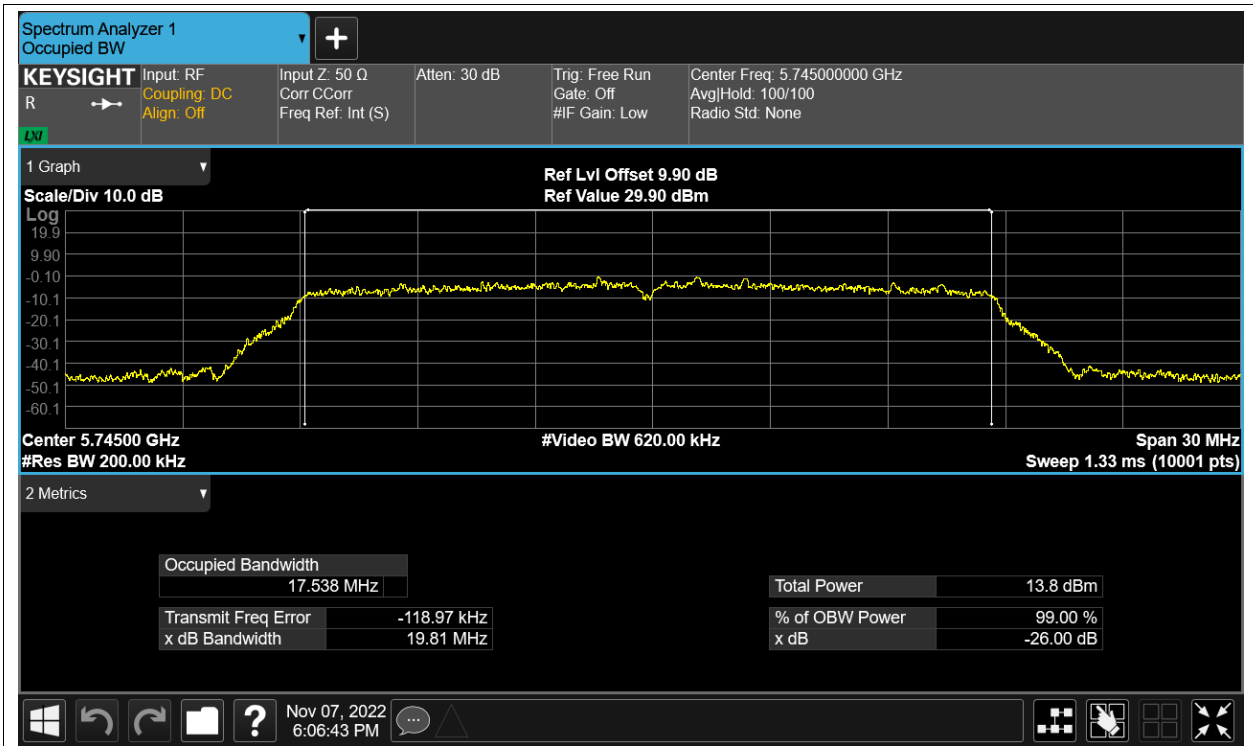 Spectrum Analyzer 1
Occupied BW
KEYSIGHT
R
LXI
Input: RF
Coupling: DC
Align: Off
Input Z: 50 Ω
Corr CCorr
Freq Ref: Int (S)
Atten: 30 dB
Trig: Free Run
Gate: Off
#IF Gain: Low
Center Freq: 5.745000000 GHz
Avg|Hold: 100/100
Radio Std: None
1 Graph
Scale/Div 10.0 dB
Ref Lvl Offset 9.90 dB
Ref Value 29.90 dBm
Log
19.9
9.90
-0.10
-10.1
-20.1
-30.1
-40.1
-50.1
-60.1
Center 5.74500 GHz
#Res BW 200.00 kHz
#Video BW 620.00 kHz
Span 30 MHz
Sweep 1.33 ms (10001 pts)
2 Metrics
Occupied Bandwidth
17.538 MHz
Transmit Freq Error -118.97 kHz
x dB Bandwidth 19.81 MHz
Total Power 13.8 dBm
% of OBW Power 99.00 %
x dB -26.00 dB
?
Nov 07, 2022
6:06:43 PM